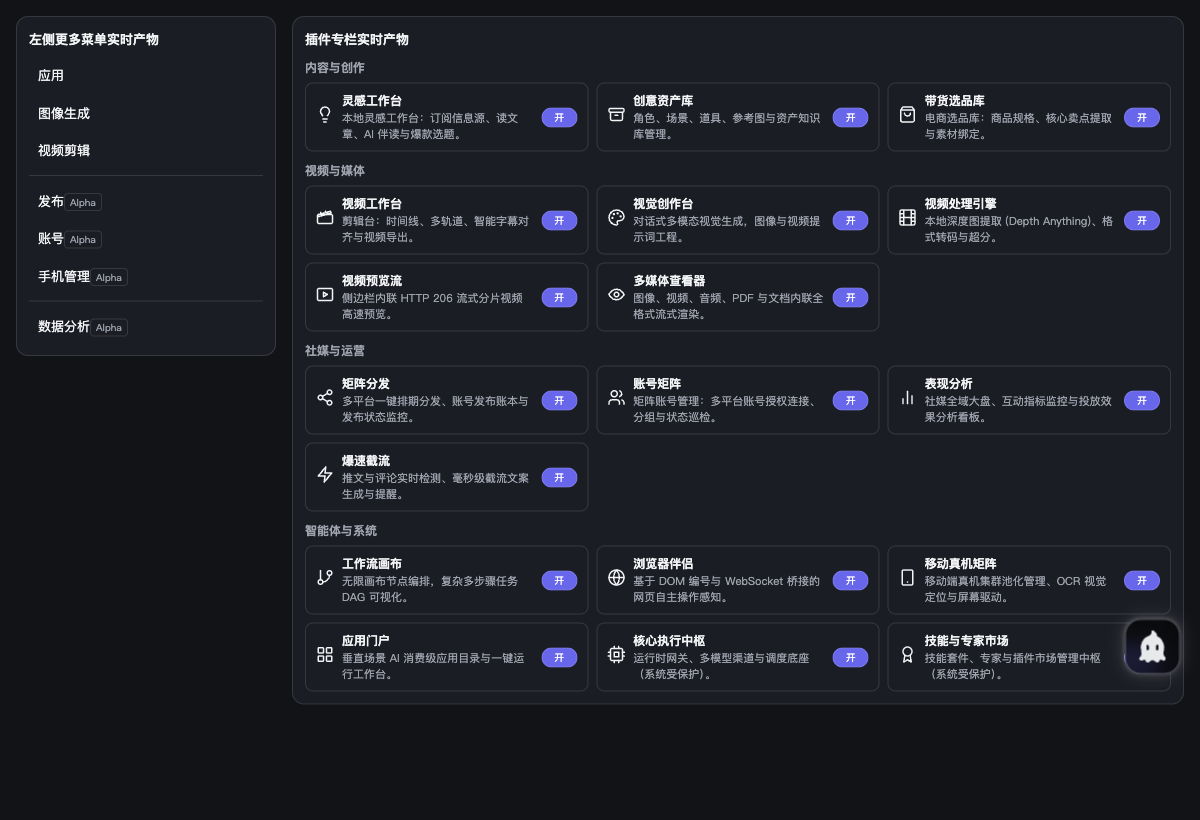 左侧更多菜单实时产物
应用
图像生成
视频剪辑
发布 Alpha
账号 Alpha
手机管理 Alpha
数据分析 Alpha
插件专栏实时产物
内容与创作
灵感工作台
本地灵感工作台：订阅信息源、读文
章、AI 伴读与爆款选题。
开
创意资产库
角色、场景、道具、参考图与资产知识
库管理。
开
带货选品库
电商选品库：商品规格、核心卖点提取
与素材绑定。
开
视频与媒体
视频工作台
剪辑台：时间线、多轨道、智能字幕对
齐与视频导出。
开
视觉创作台
对话式多模态视觉生成，图像与视频提
示词工程。
开
视频处理引擎
本地深度图提取 (Depth Anything)、格
式转码与超分。
开
视频预览流
侧边栏内联 HTTP 206 流式分片视频
高速预览。
开
多媒体查看器
图像、视频、音频、PDF 与文档内联全
格式流式渲染。
开
社媒与运营
矩阵分发
多平台一键排期分发、账号发布账本与
发布状态监控。
开
账号矩阵
矩阵账号管理：多平台账号授权连接、
分组与状态巡检。
开
表现分析
社媒全域大盘、互动指标监控与投放效
果分析看板。
开
爆速截流
推文与评论实时检测、毫秒级截流文案
生成与提醒。
开
智能体与系统
工作流画布
无限画布节点编排，复杂多步骤任务
DAG 可视化。
开
浏览器伴侣
基于 DOM 编号与 WebSocket 桥接的
网页自主操作感知。
开
移动真机矩阵
移动端真机集群池化管理、OCR 视觉
定位与屏幕驱动。
开
应用门户
垂直场景 AI 消费级应用目录与一键运
行工作台。
开
核心执行中枢
运行时网关、多模型渠道与调度底座
（系统受保护）。
开
技能与专家市场
技能套件、专家与插件市场管理中枢
（系统受保护）。